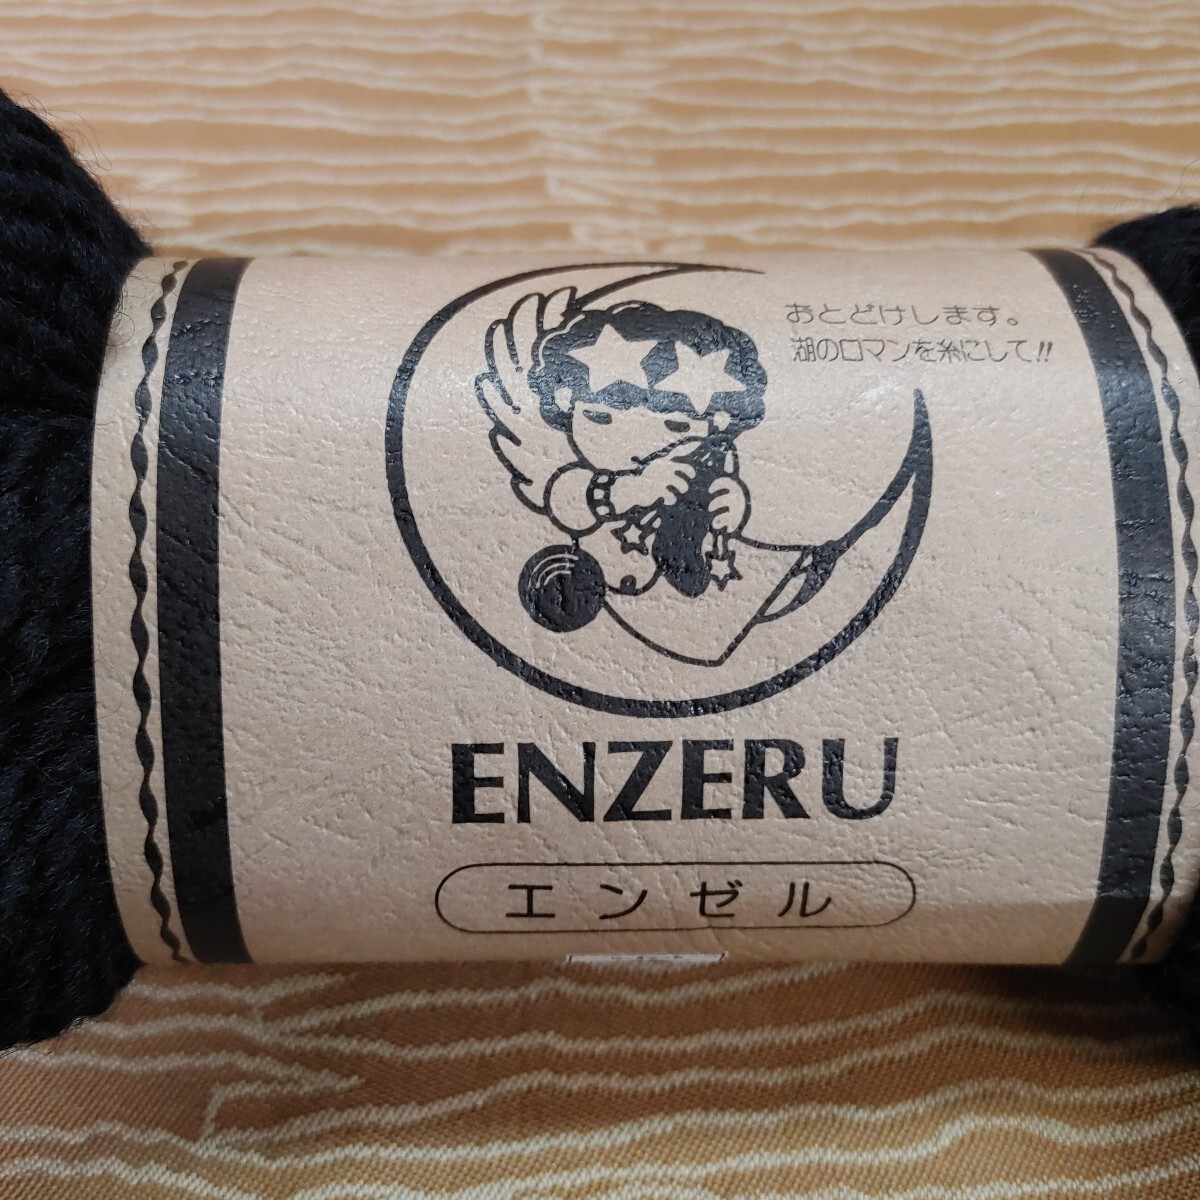 おとどけします。
湖のロマンを糸にして!!
ENZERU
エンゼル